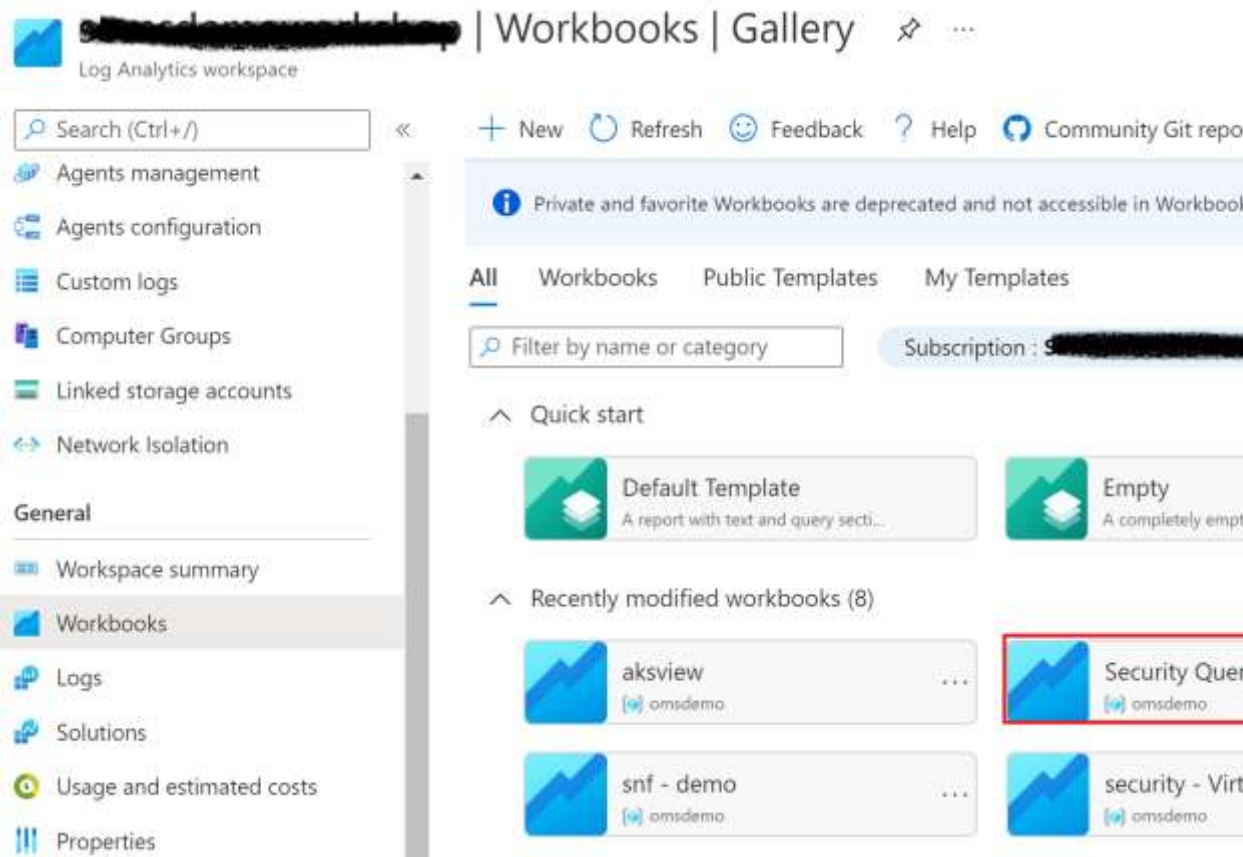 | Workbooks | Gallery ...
Log Analytics workspace
Search (Ctrl+/)
«
New
Refresh
Feedback
? Help
Community Git repo
Agents management
Agents configuration
Custom logs
Computer Groups
Linked storage accounts
Network Isolation
General
Workspace summary
Workbooks
Logs
Solutions
Usage and estimated costs
Properties
Private and favorite Workbooks are deprecated and not accessible in Workbook
All
Workbooks
Public Templates
My Templates
Filter by name or category
Subscription :
Quick start
Default Template
A report with text and query secti...
Empty
A completely empt
Recently modified workbooks (8)
aksview
...
omsdemo
Security Quer
omsdemo
snf - demo
...
omsdemo
security - Virt
omsdemo